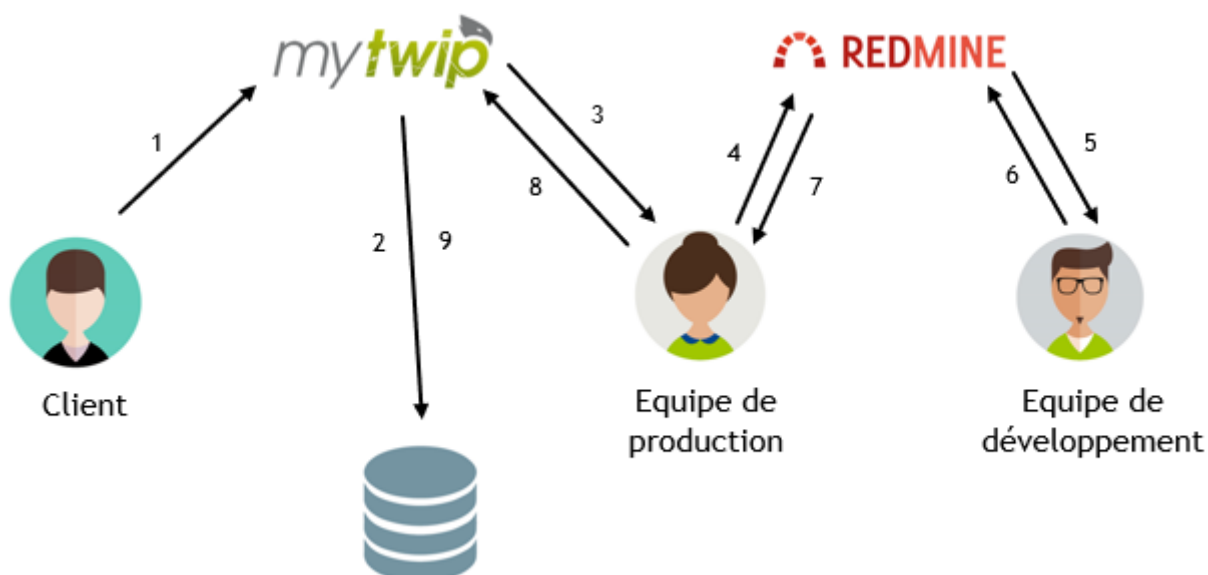 mytwip
REDMINE
1
3
4
5
8
7
6
2
9
Client
Equipe de
production
Equipe de
développement